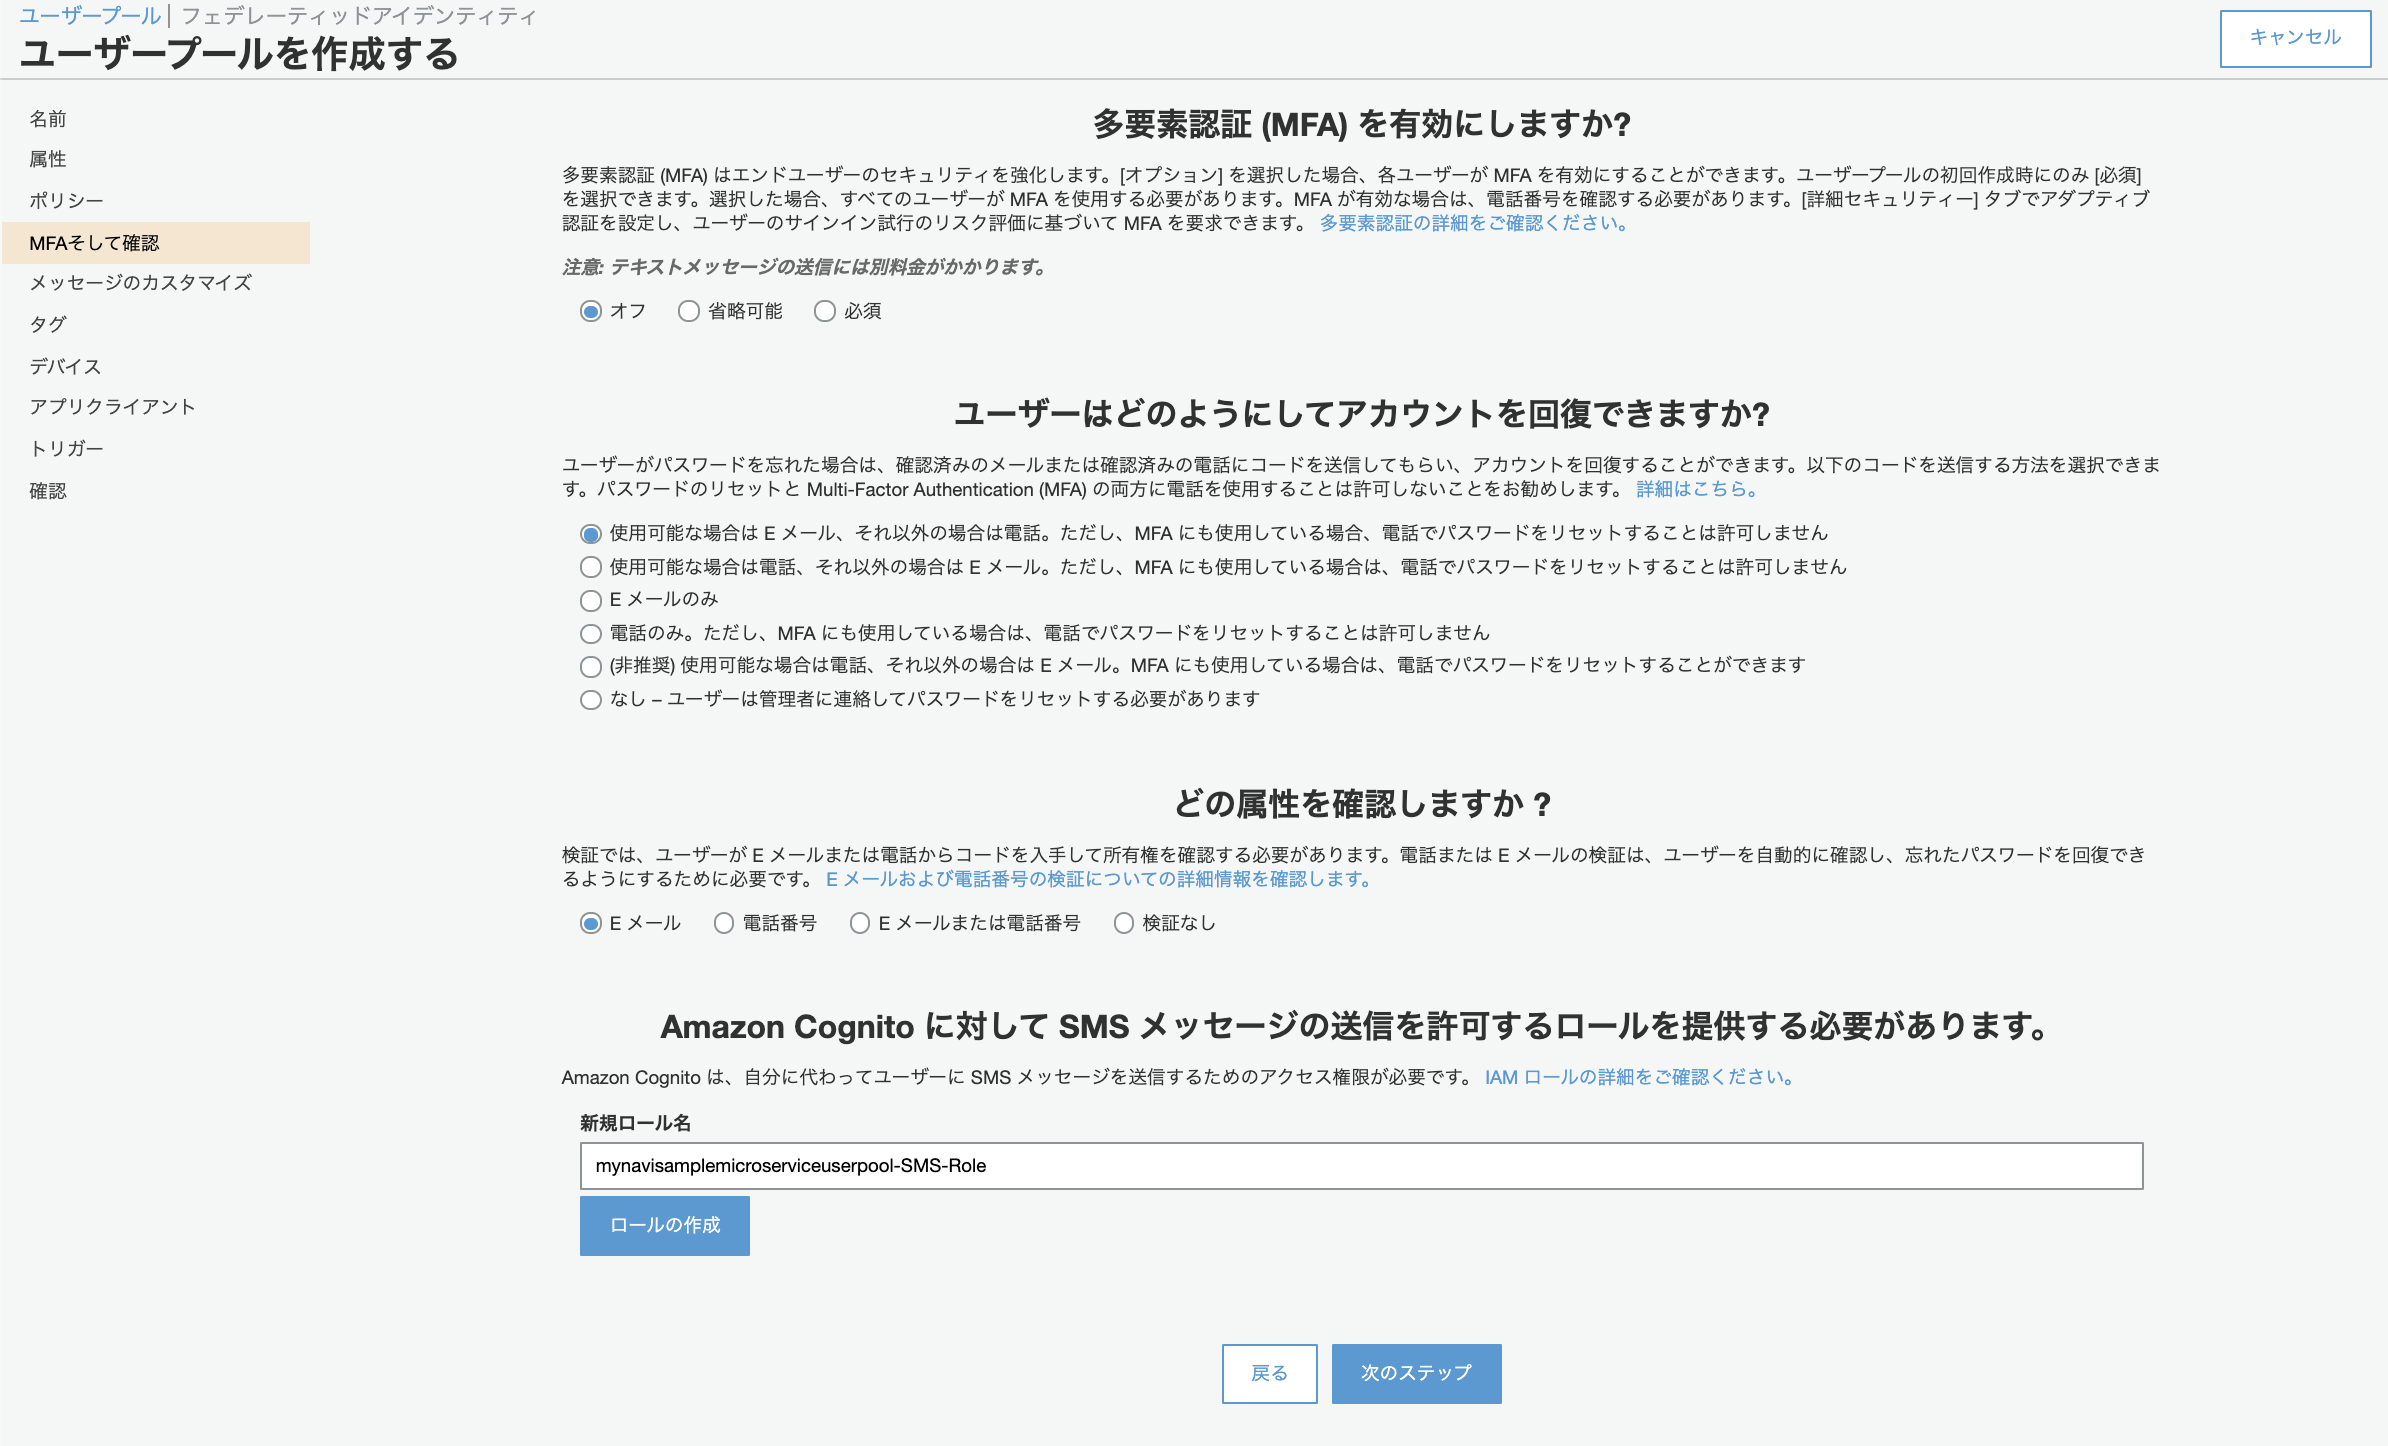 ユーザープール | フェデレーティッドアイデンティティ
ユーザープールを作成する
キャンセル
名前
属性
ポリシー
MFAそして確認
メッセージのカスタマイズ
タグ
デバイス
アプリクライアント
トリガー
確認
多要素認証 (MFA) を有効にしますか?
多要素認証 (MFA) はエンドユーザーのセキュリティを強化します。[オプション] を選択した場合、各ユーザーが MFA を有効にすることができます。ユーザープールの初回作成時にのみ [必須]
を選択できます。選択した場合、すべてのユーザーが MFA を使用する必要があります。MFA が有効な場合は、電話番号を確認する必要があります。[詳細セキュリティー] タブでアダプティブ
認証を設定し、ユーザーのサインイン試行のリスク評価に基づいて MFA を要求できます。 多要素認証の詳細をご確認ください。
注意: テキストメッセージの送信には別料金がかかります。
オフ 省略可能 必須
ユーザーはどのようにしてアカウントを回復できますか?
ユーザーがパスワードを忘れた場合は、確認済みのメールまたは確認済みの電話にコードを送信してもらい、アカウントを回復することができます。以下のコードを送信する方法を選択できま
す。パスワードのリセットと Multi-Factor Authentication (MFA) の両方に電話を使用することは許可しないことをお勧めします。 詳細はこちら。
使用可能な場合は E メール、それ以外の場合は電話。ただし、MFA にも使用している場合、電話でパスワードをリセットすることは許可しません
使用可能な場合は電話、それ以外の場合は E メール。ただし、MFA にも使用している場合は、電話でパスワードをリセットすることは許可しません
E メールのみ
電話のみ。ただし、MFA にも使用している場合は、電話でパスワードをリセットすることは許可しません
(非推奨) 使用可能な場合は電話、それ以外の場合は E メール。MFA にも使用している場合は、電話でパスワードをリセットすることができます
なし – ユーザーは管理者に連絡してパスワードをリセットする必要があります
どの属性を確認しますか ?
検証では、ユーザーが E メールまたは電話からコードを入手して所有権を確認する必要があります。電話または E メールの検証は、ユーザーを自動的に確認し、忘れたパスワードを回復でき
るようにするために必要です。 E メールおよび電話番号の検証についての詳細情報を確認します。
E メール 電話番号 E メールまたは電話番号 検証なし
Amazon Cognito に対して SMS メッセージの送信を許可するロールを提供する必要があります。
Amazon Cognito は、自分に代わってユーザーに SMS メッセージを送信するためのアクセス権限が必要です。 IAM ロールの詳細をご確認ください。
新規ロール名
mynavisamplemicroserviceuserpool-SMS-Role
ロールの作成
戻る 次のステップ